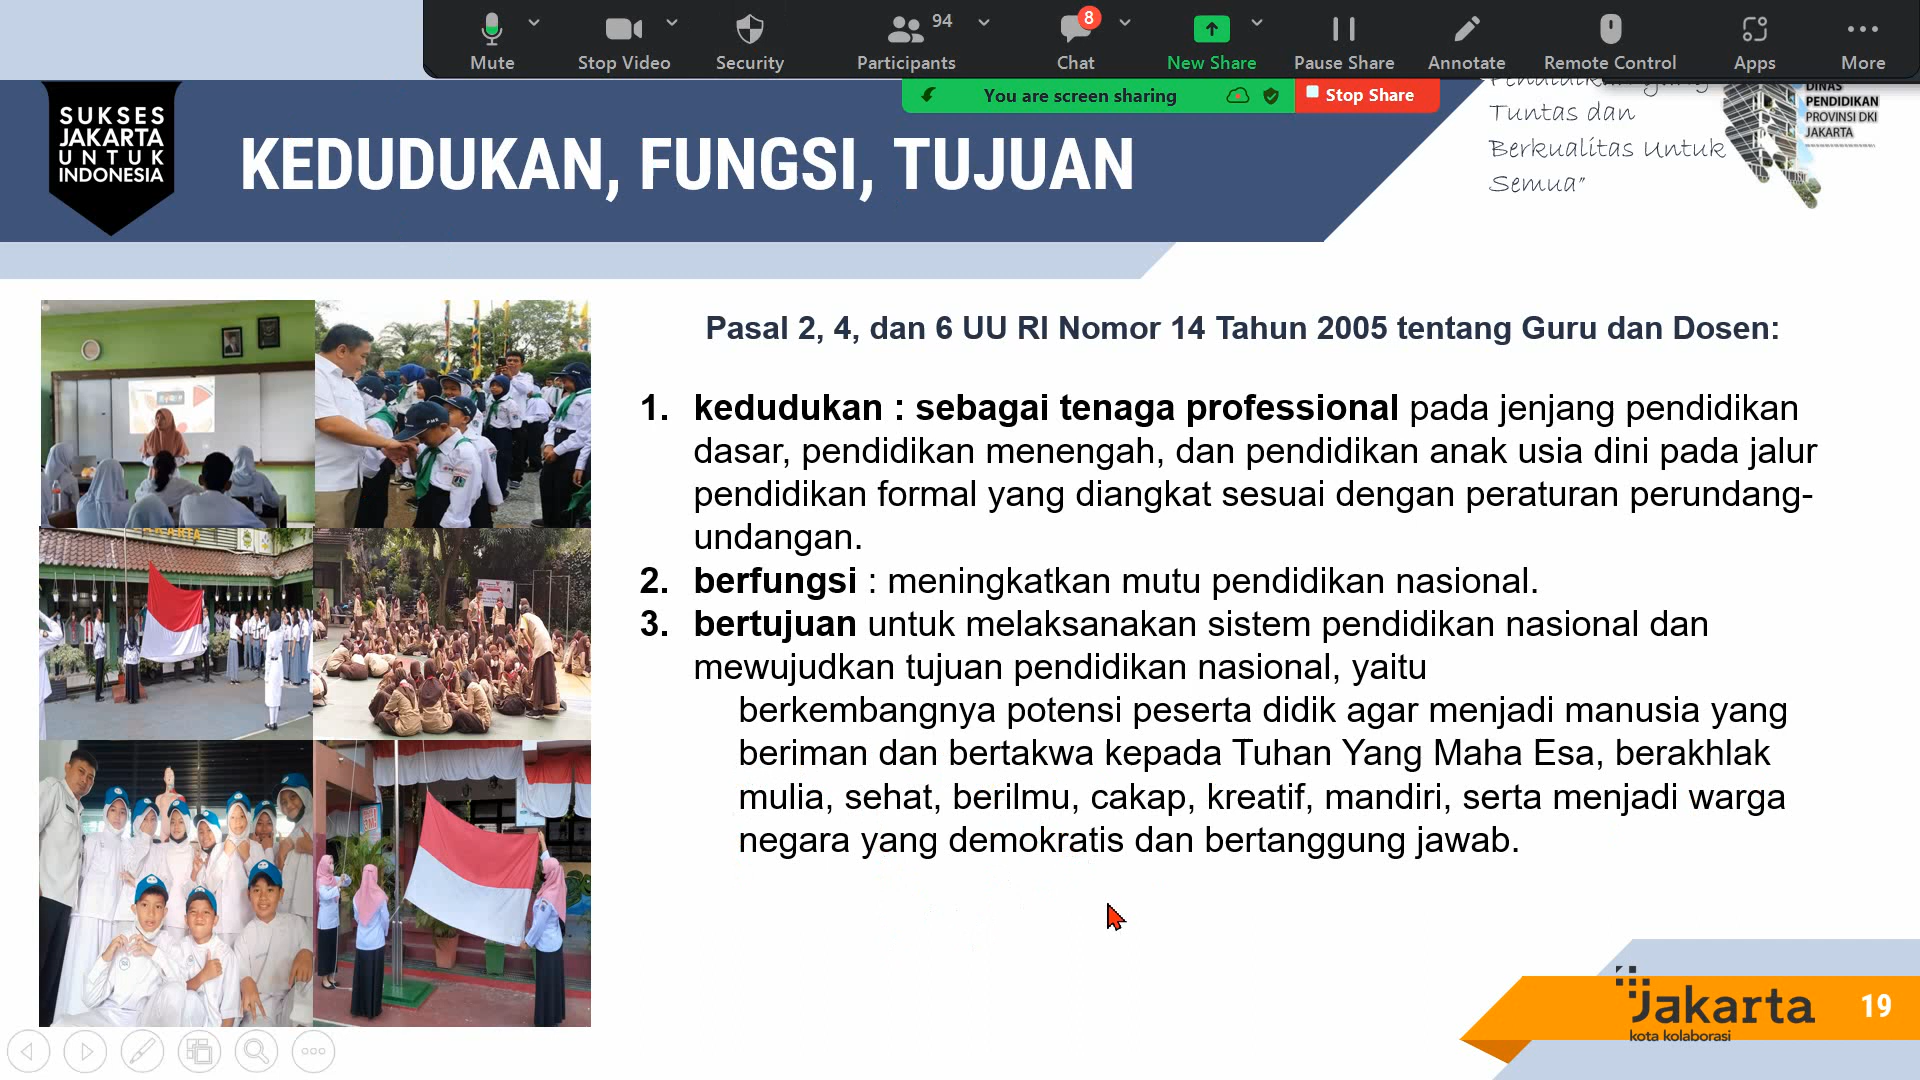 Mute
Stop Video
Security
Participants
94
Chat
8
New Share
Pause Share
Annotate
Remote Control
Apps
More
You are screen sharing
Stop Share
SUKSES
JAKARTA
UNTUK
INDONESIA
KEDUDUKAN, FUNGSI, TUJUAN
Tuntas dan
Berkualitas Untuk
Semua"
DINAS
PENDIDIKAN
PROVINSI DKI
JAKARTA
Pasal 2, 4, dan 6 UU RI Nomor 14 Tahun 2005 tentang Guru dan Dosen:
1. kedudukan : sebagai tenaga professional pada jenjang pendidikan
dasar, pendidikan menengah, dan pendidikan anak usia dini pada jalur
pendidikan formal yang diangkat sesuai dengan peraturan perundang-
undangan.
2. berfungsi : meningkatkan mutu pendidikan nasional.
3. bertujuan untuk melaksanakan sistem pendidikan nasional dan
mewujudkan tujuan pendidikan nasional, yaitu
berkembangnya potensi peserta didik agar menjadi manusia yang
beriman dan bertakwa kepada Tuhan Yang Maha Esa, berakhlak
mulia, sehat, berilmu, cakap, kreatif, mandiri, serta menjadi warga
negara yang demokratis dan bertanggung jawab.
Jakarta
kota kolaborasi
19